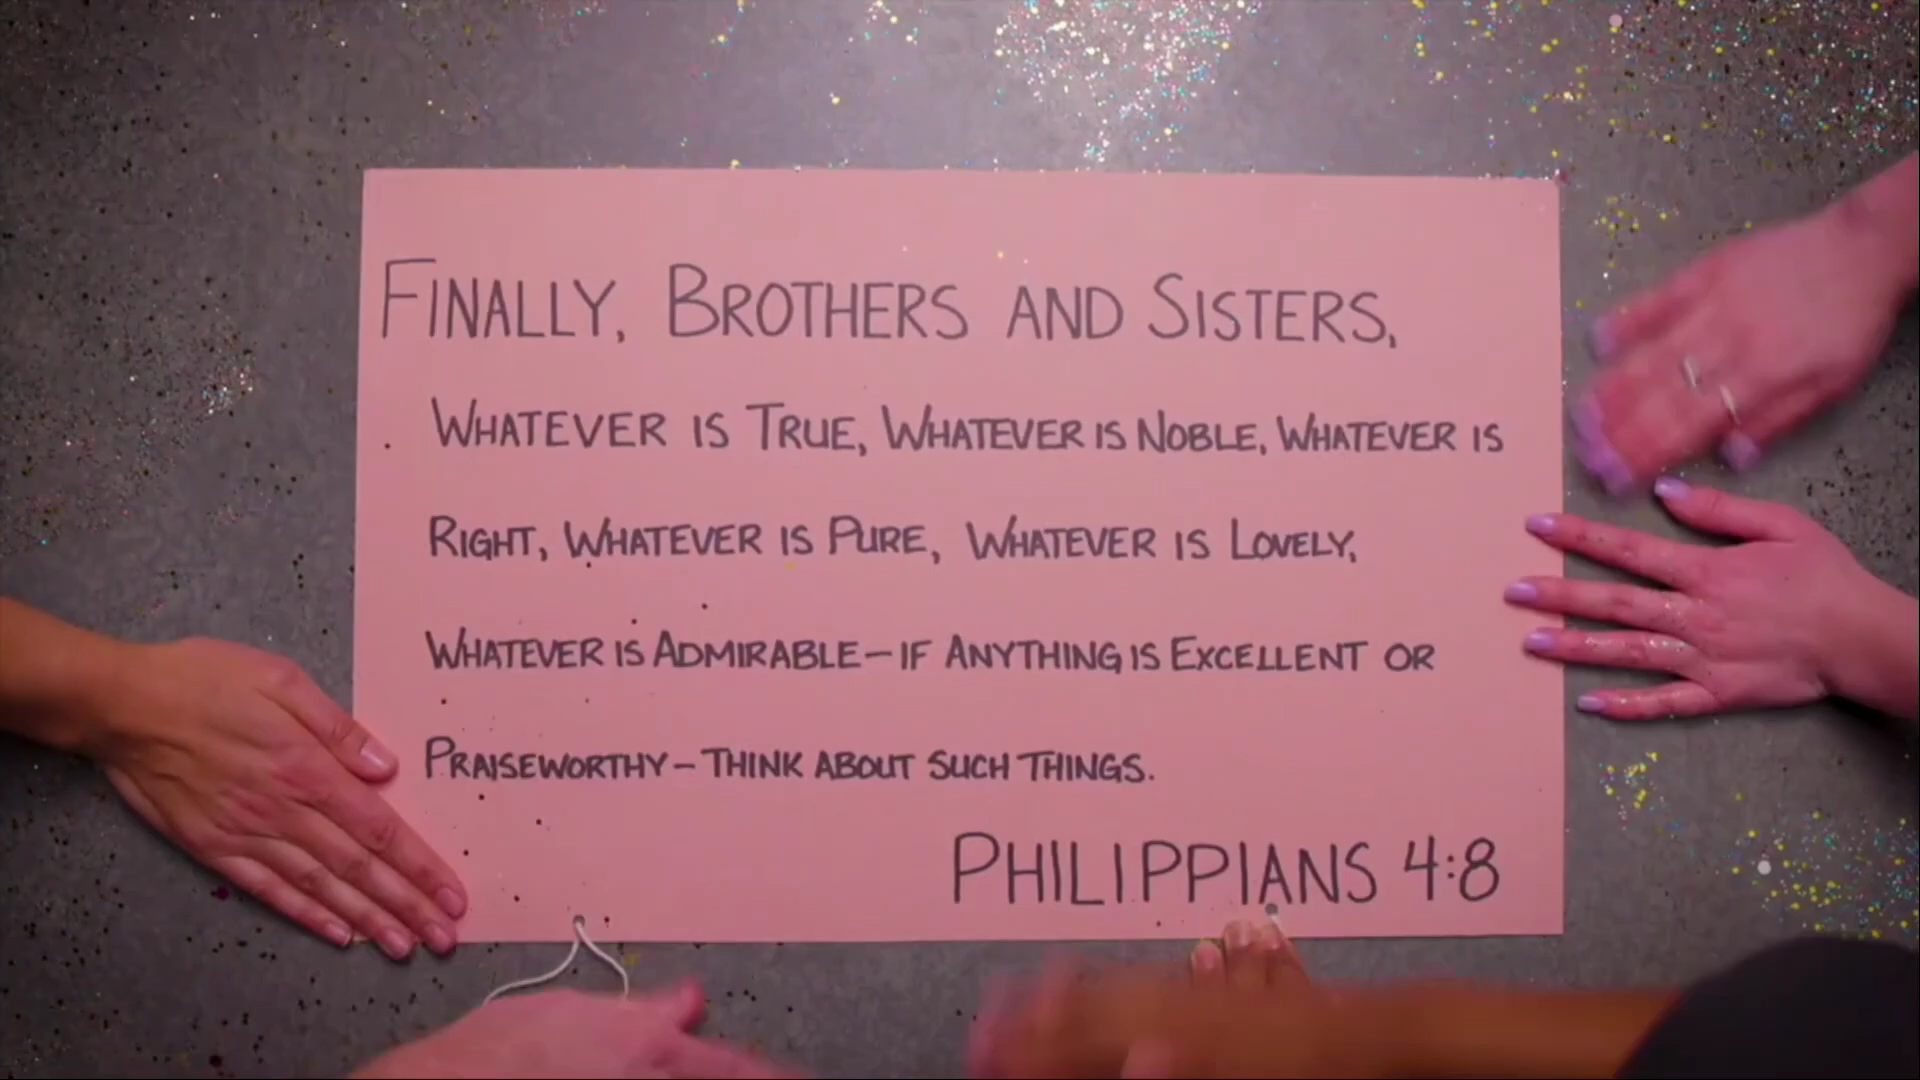 FINALLY, BROTHERS AND SISTERS,
WHATEVER IS TRUE, WHATEVER IS NOBLE, WHATEVER IS
RIGHT, WHATEVER IS PURE, WHATEVER IS LOVELY,
WHATEVER IS ADMIRABLE – IF ANYTHING IS EXCELLENT OR
PRAISEWORTHY – THINK ABOUT SUCH THINGS.
PHILIPPIANS 4:8